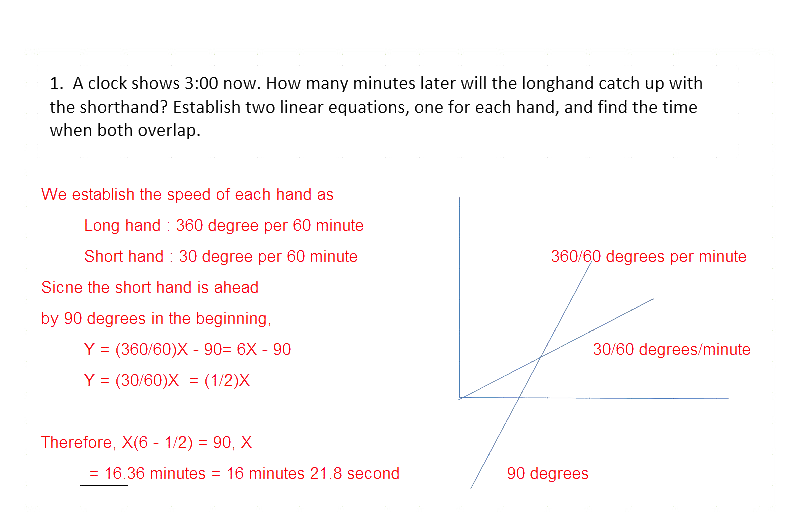 1. A clock shows 3:00 now. How many minutes later will the longhand catch up with
the shorthand? Establish two linear equations, one for each hand, and find the time
when both overlap.
We establish the speed of each hand as
Long hand : 360 degree per 60 minute
Short hand : 30 degree per 60 minute
Sicne the short hand is ahead
by 90 degrees in the beginning,
Y = (360/60)X - 90= 6X - 90
Y = (30/60)X = (1/2)X
Therefore, X(6 - 1/2) = 90, X
= 16.36 minutes = 16 minutes 21.8 second
360/60 degrees per minute
30/60 degrees/minute
90 degrees